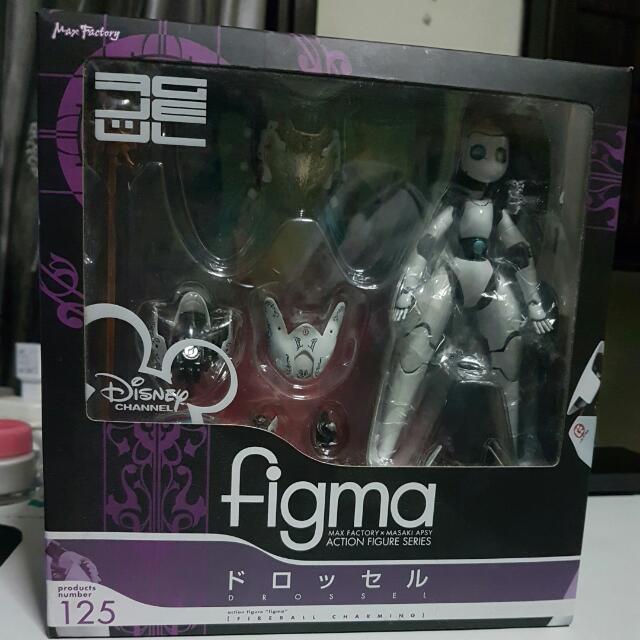 Max Factory
Disney
CHANNEL
figma
MAX FACTORY × MASAKI APSY
ACTION FIGURE SERIES
ドロッセル
DROSSEL
products
number
125
action figure "figma"
[FIREBALL CHARMING]